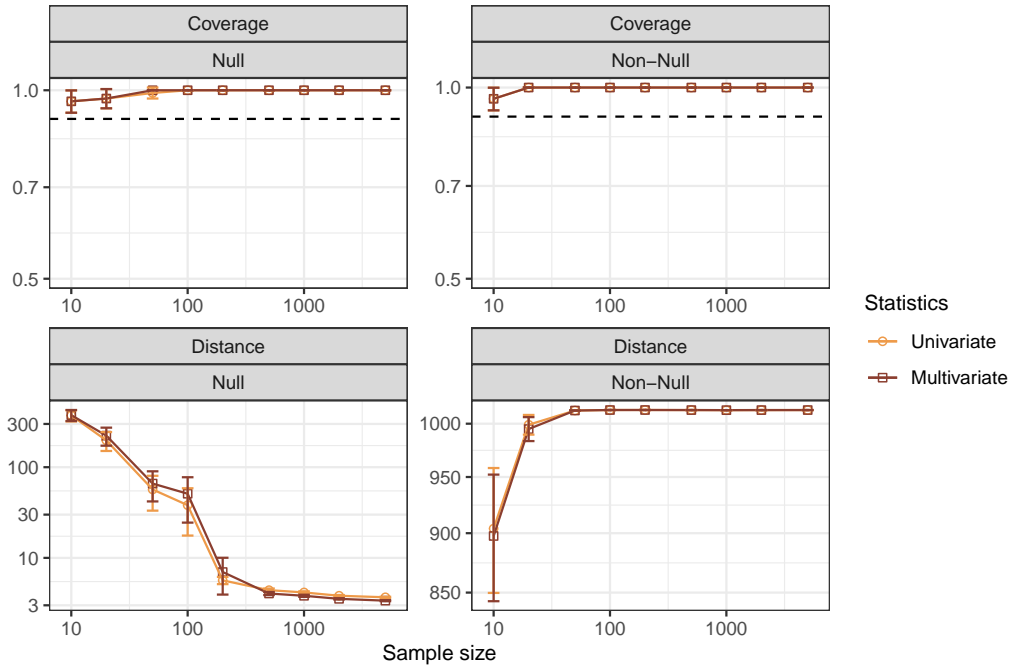 Coverage
Null
1.0
0.7
0.5
10 100 1000
Coverage
Non−Null
1.0
0.7
0.5
10 100 1000
Distance
Null
300
100
30
10
3
10 100 1000
Distance
Non−Null
1000
950
900
850
10 100 1000
Sample size
Statistics
Univariate
Multivariate